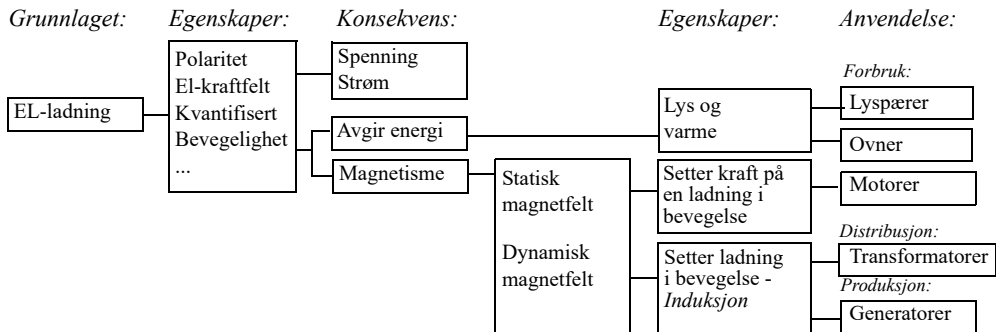 Grunnlaget:
Egenskaper:
Konsekvens:
Egenskaper:
Anvendelse:
EL-ladning
Polaritet
El-kraftfelt
Kvantifisert
Bevegelighet
...
Spenning
Strøm
Avgir energi
Magnetisme
Statisk
magnetfelt
Dynamisk
magnetfelt
Lys og
varme
Setter kraft på
en ladning i
bevegelse
Setter ladning
i bevegelse -
Induksjon
Forbruk:
Lyspærer
Ovner
Motorer
Distribusjon:
Transformatorer
Produksjon:
Generatorer